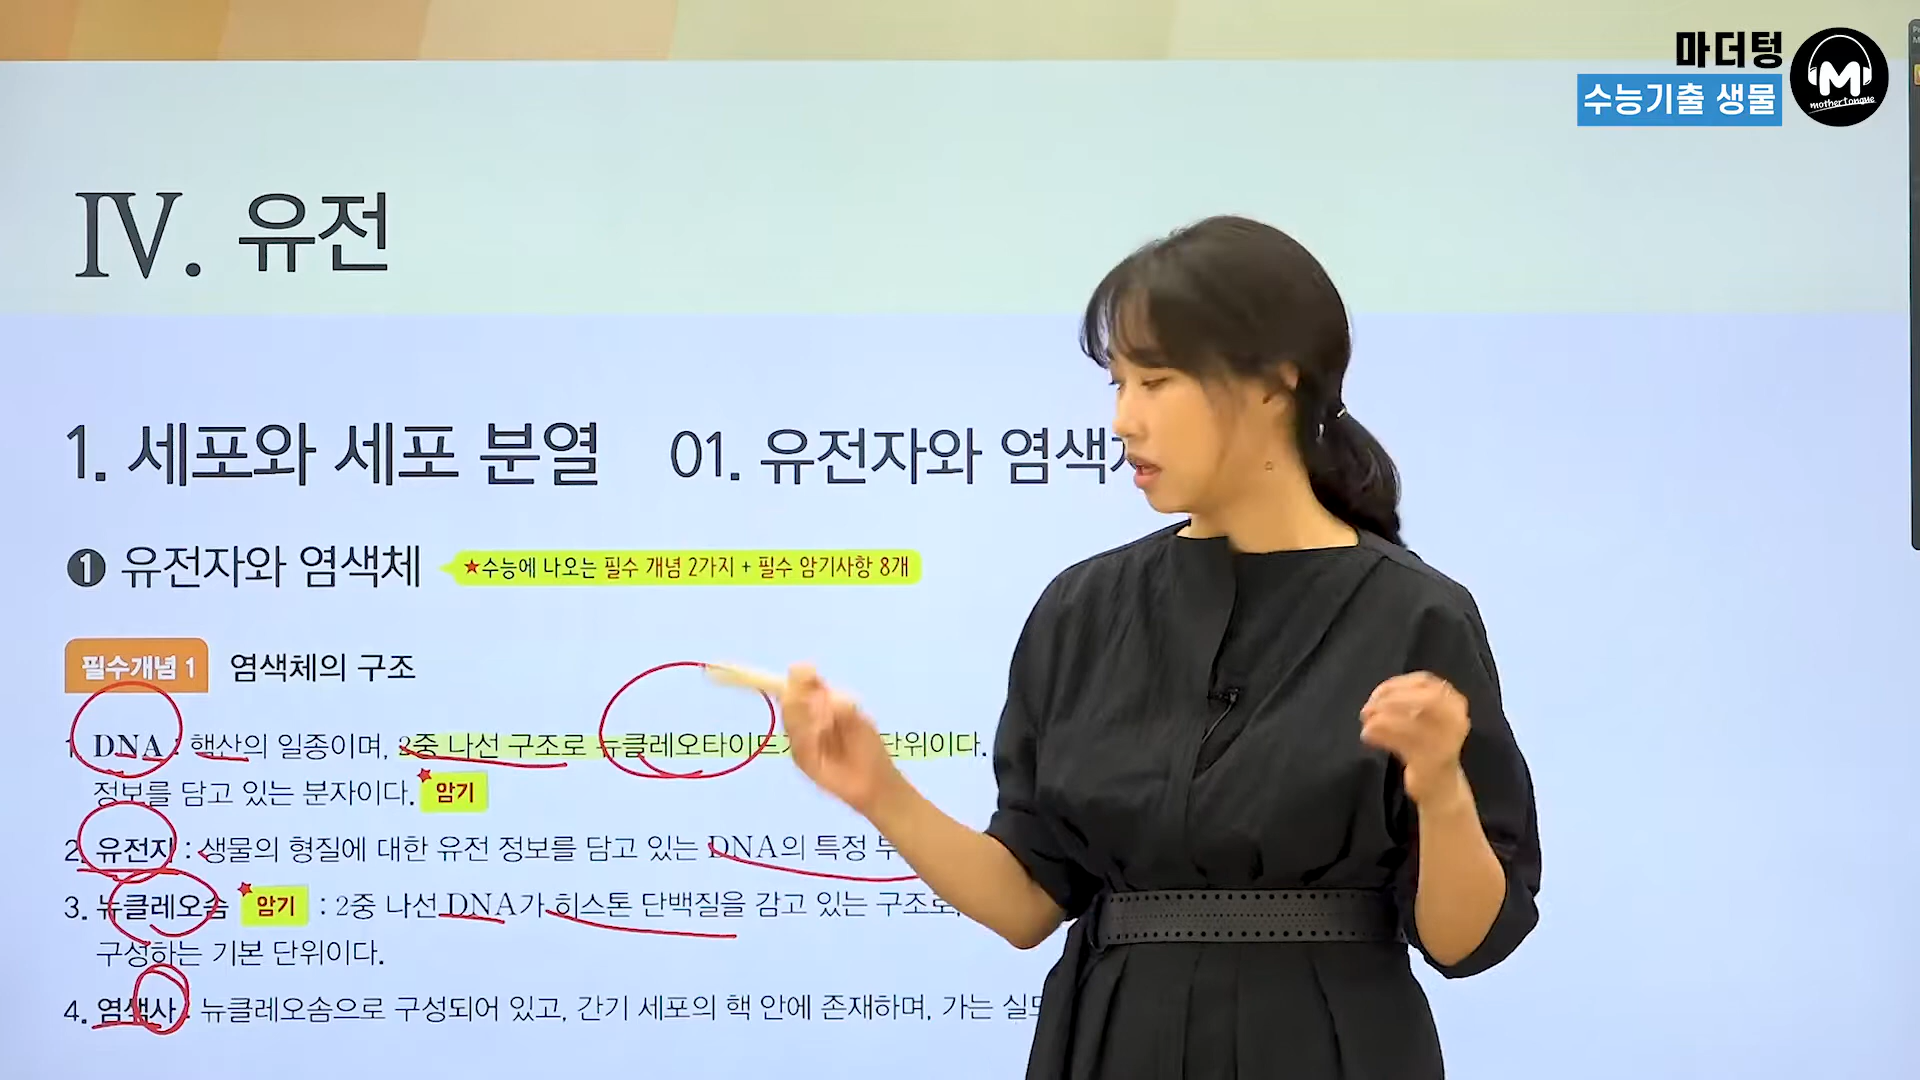 마더텅
수능기출 생물
M
mothertongue
IV. 유전
1. 세포와 세포 분열 01. 유전자와 염색
❶ 유전자와 염색체 ★수능에 나오는 필수 개념 2가지 + 필수 암기사항 8개
필수개념 1 염색체의 구조
1. DNA : 핵산의 일종이며, 2중 나선 구조로 뉴클레오타이드 단위이다.
정보를 담고 있는 분자이다. ★암기
2. 유전자 : 생물의 형질에 대한 유전 정보를 담고 있는 DNA의 특정
3. 뉴클레오솜 ★암기 : 2중 나선 DNA가 히스톤 단백질을 감고 있는 구조로,
구성하는 기본 단위이다.
4. 염색사 : 뉴클레오솜으로 구성되어 있고, 간기 세포의 핵 안에 존재하며, 가는